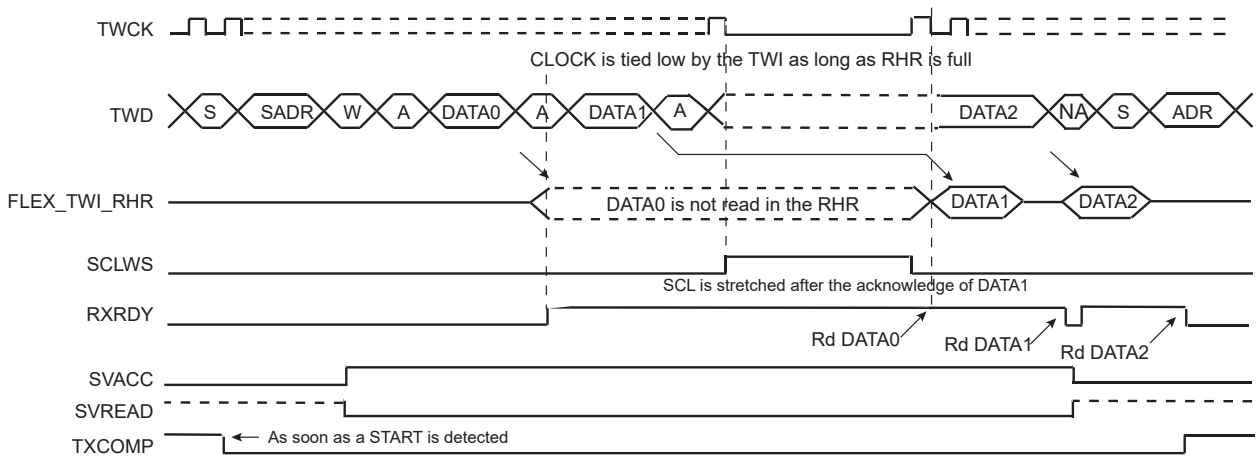 TWCK
CLOCK is tied low by the TWI as long as RHR is full
TWD S SADR W A DATA0 A DATA1 A DATA2 NA S ADR
FLEX_TWI_RHR DATA0 is not read in the RHR DATA1 DATA2
SCLWS
SCL is stretched after the acknowledge of DATA1
RXRDY
Rd DATA0 Rd DATA1 Rd DATA2
SVACC
SVREAD
TXCOMP As soon as a START is detected